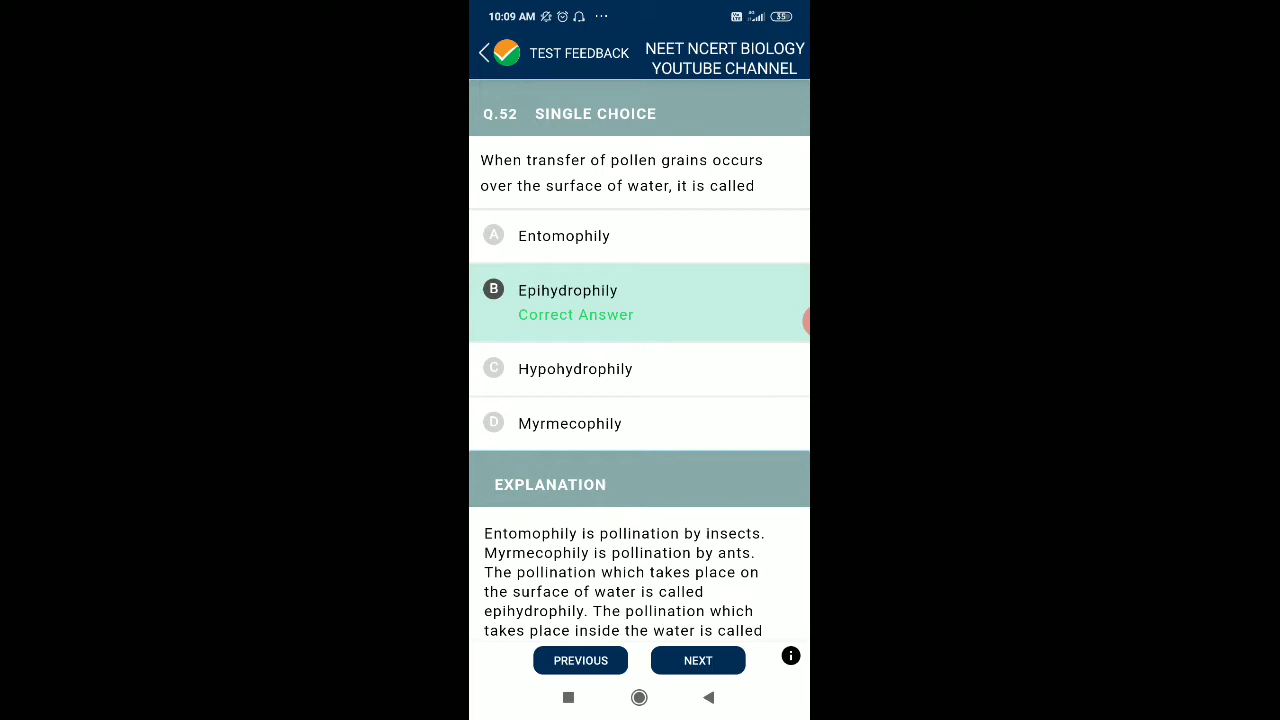 10:09 AM ...
35
TEST FEEDBACK
NEET NCERT BIOLOGY
YOUTUBE CHANNEL
Q.52 SINGLE CHOICE
When transfer of pollen grains occurs
over the surface of water, it is called
A Entomophily
B Epihydrophily
Correct Answer
C Hypohydrophily
D Myrmecophily
EXPLANATION
Entomophily is pollination by insects.
Myrmecophily is pollination by ants.
The pollination which takes place on
the surface of water is called
epihydrophily. The pollination which
takes place inside the water is called
PREVIOUS NEXT